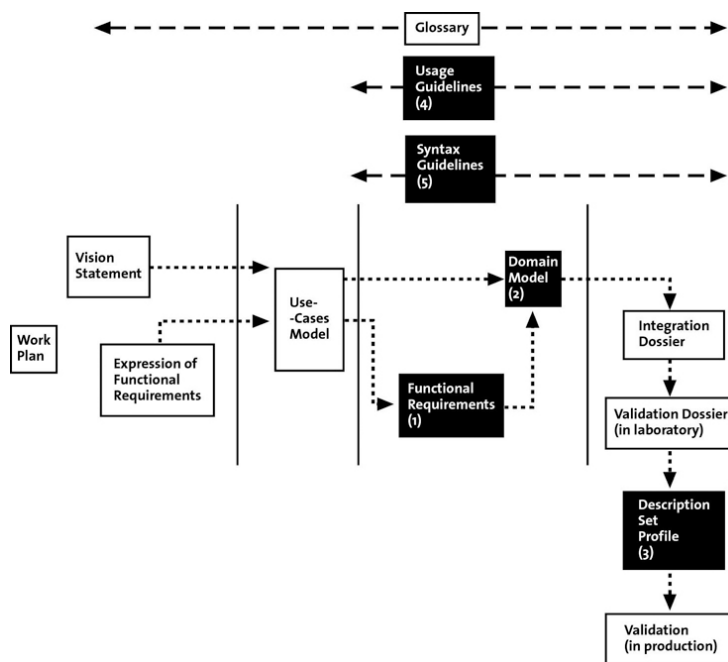 Glossary
Usage
Guidelines
(4)
Syntax
Guidelines
(5)
Vision
Statement
Use-
-Cases
Model
Domain
Model
(2)
Work
Plan
Expression of
Functional
Requirements
Functional
Requirements
(1)
Integration
Dossier
Validation Dossier
(in laboratory)
Description
Set
Profile
(3)
Validation
(in production)